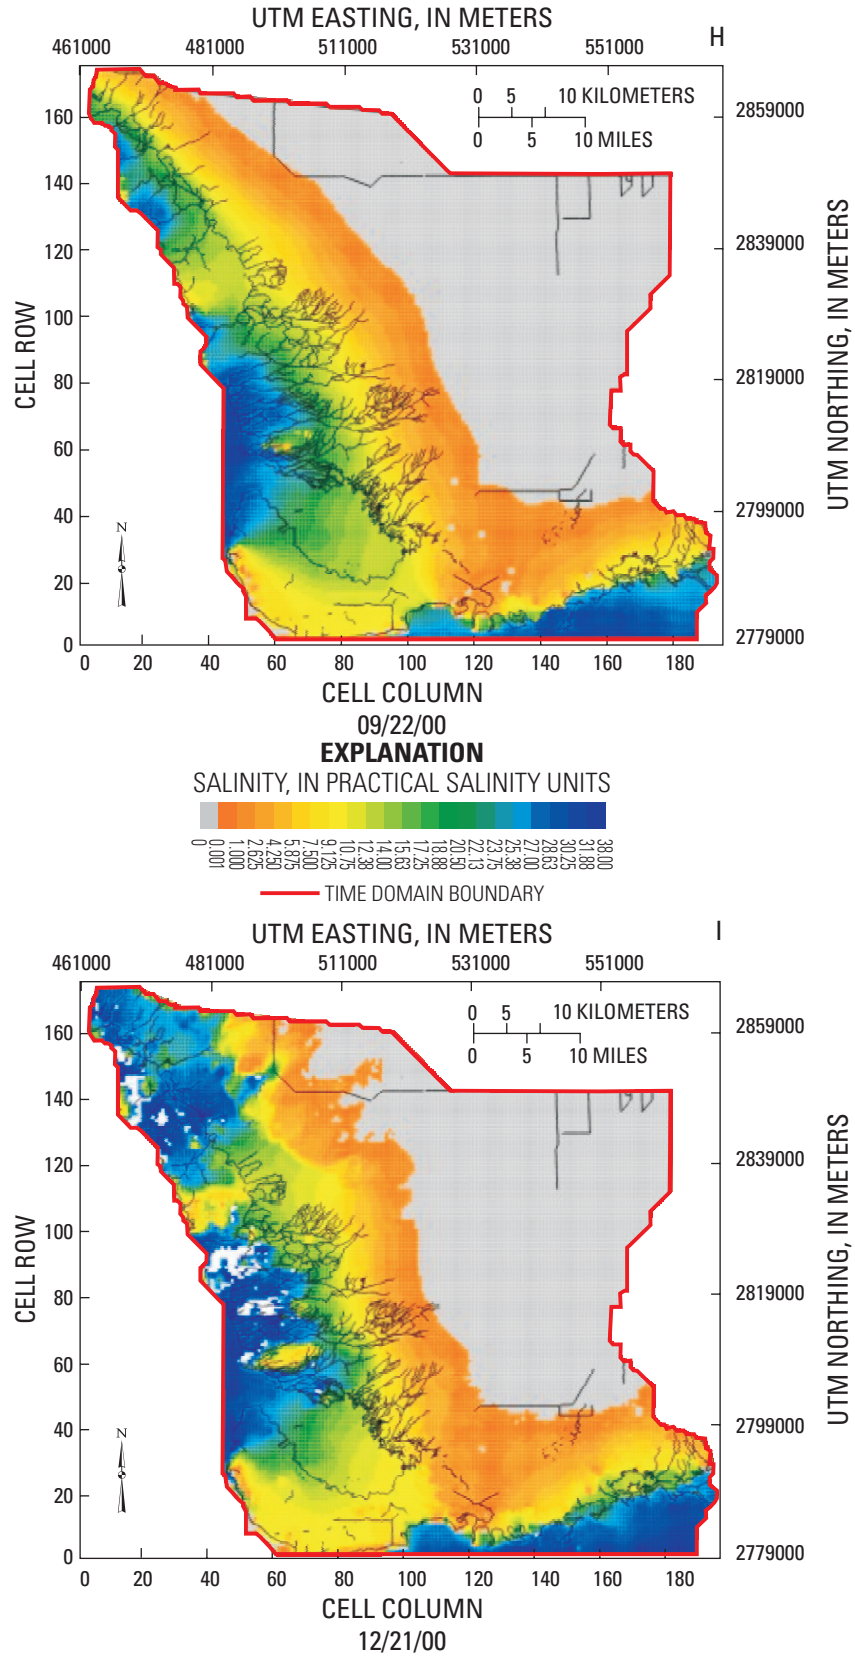 UTM EASTING, IN METERS
H
461000 481000 511000 531000 551000
0 5 10 KILOMETERS
0 5 10 MILES
160
140
120
100
80
60
40
20
0
CELL ROW
2859000
2839000
2819000
2799000
2779000
UTM NORTHING, IN METERS
N
0 20 40 60 80 100 120 140 160 180
CELL COLUMN
09/22/00
EXPLANATION
SALINITY, IN PRACTICAL SALINITY UNITS
0 0.001 1.000 2.625 4.250 5.875 7.500 9.125 10.75 12.38 14.00 15.63 17.25 18.88 20.50 22.13 23.75 25.38 27.00 28.63 30.25 31.88 38.00
TIME DOMAIN BOUNDARY
UTM EASTING, IN METERS
I
461000 481000 511000 531000 551000
0 5 10 KILOMETERS
0 5 10 MILES
160
140
120
100
80
60
40
20
0
CELL ROW
2859000
2839000
2819000
2799000
2779000
UTM NORTHING, IN METERS
N
0 20 40 60 80 100 120 140 160 180
CELL COLUMN
12/21/00